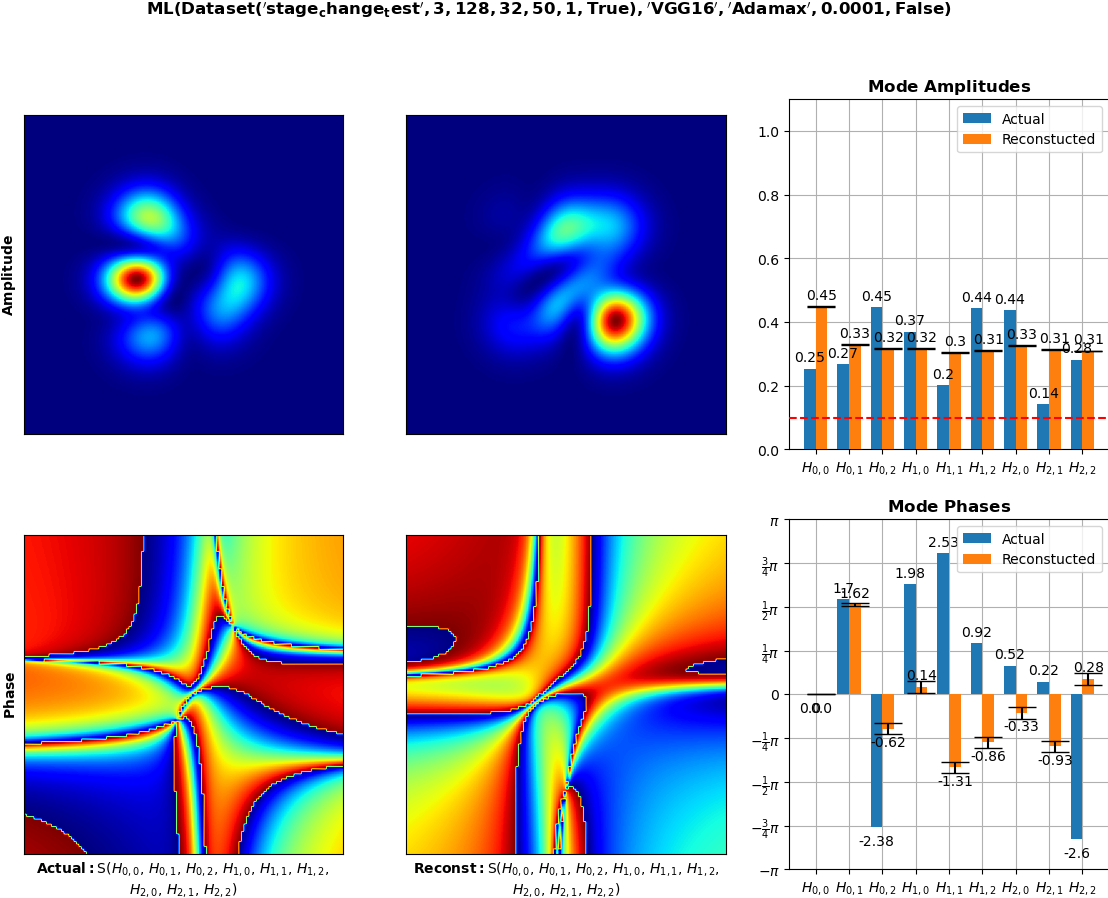 ML(Dataset('stage_change_test', 3, 128, 32, 50, 1, True), 'VGG16', 'Adamax', 0.0001, False)
Amplitude
Mode Amplitudes
Actual
Reconstucted
1.0
0.8
0.6
0.4
0.2
0.0
0.25 0.45 0.27 0.33 0.45 0.32 0.37 0.32 0.2 0.3 0.44 0.31 0.44 0.33 0.14 0.31 0.28 0.31
H0,0 H0,1 H0,2 H1,0 H1,1 H1,2 H2,0 H2,1 H2,2
Phase
Actual: S(H0,0, H0,1, H0,2, H1,0, H1,1, H1,2,
H2,0, H2,1, H2,2)
Reconst: S(H0,0, H0,1, H0,2, H1,0, H1,1, H1,2,
H2,0, H2,1, H2,2)
Mode Phases
Actual
Reconstucted
π
3/4π
1/2π
1/4π
0
−1/4π
−1/2π
−3/4π
−π
0.0 0.0 1.7 1.62 -2.38 -0.62 1.98 0.14 2.53 -1.31 0.92 -0.86 0.52 -0.33 0.22 -0.93 -2.6 0.28
H0,0 H0,1 H0,2 H1,0 H1,1 H1,2 H2,0 H2,1 H2,2